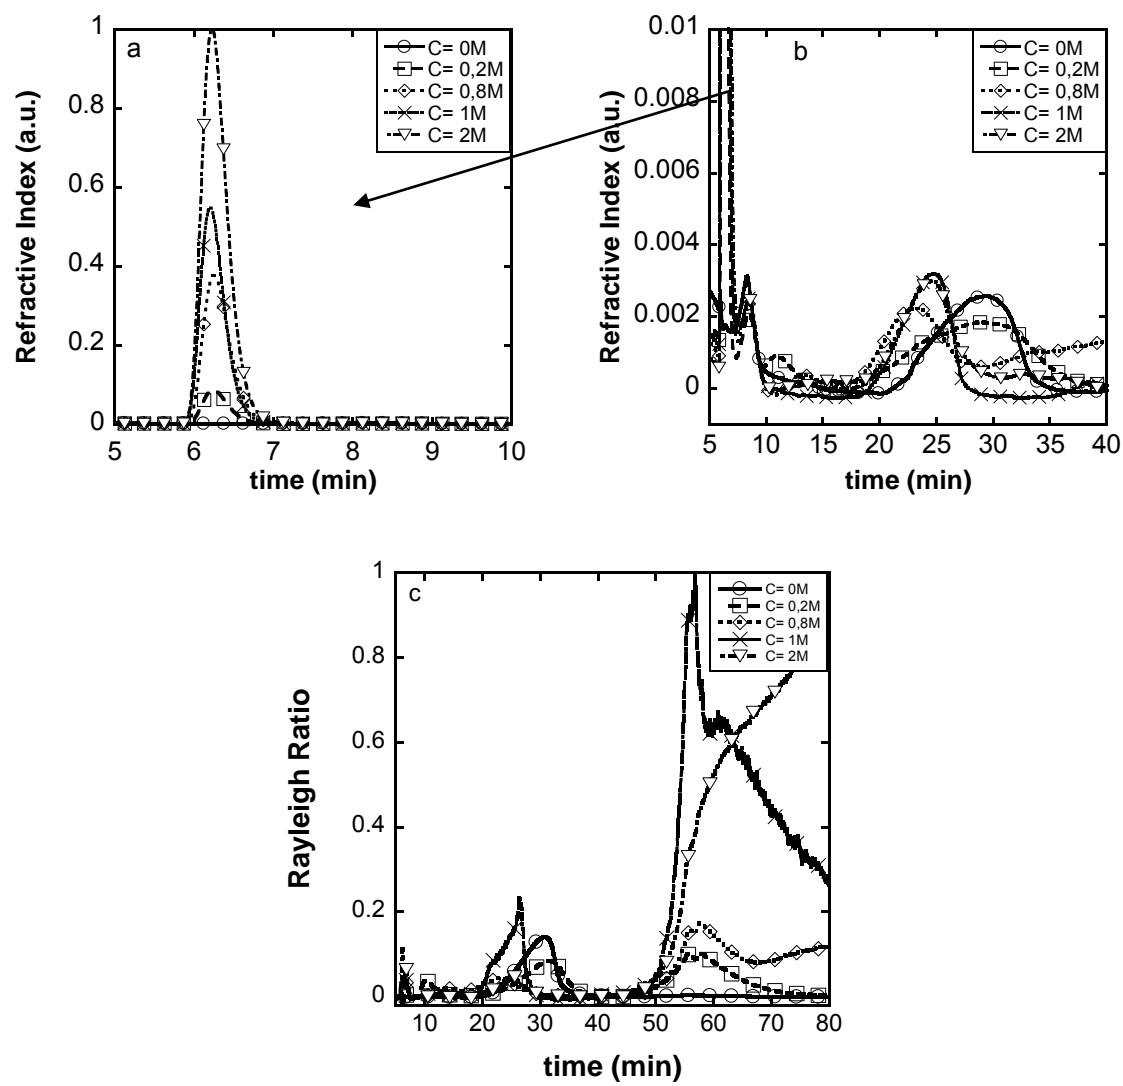 a
1
0.8
0.6
0.4
0.2
0
5
6
7
8
9
10
Refractive Index (a.u.)
time (min)
C= 0M
C= 0,2M
C= 0,8M
C= 1M
C= 2M
b
0.01
0.008
0.006
0.004
0.002
0
5
10
15
20
25
30
35
40
Refractive Index (a.u.)
time (min)
C= 0M
C= 0,2M
C= 0,8M
C= 1M
C= 2M
c
1
0.8
0.6
0.4
0.2
0
10
20
30
40
50
60
70
80
Rayleigh Ratio
time (min)
C= 0M
C= 0,2M
C= 0,8M
C= 1M
C= 2M